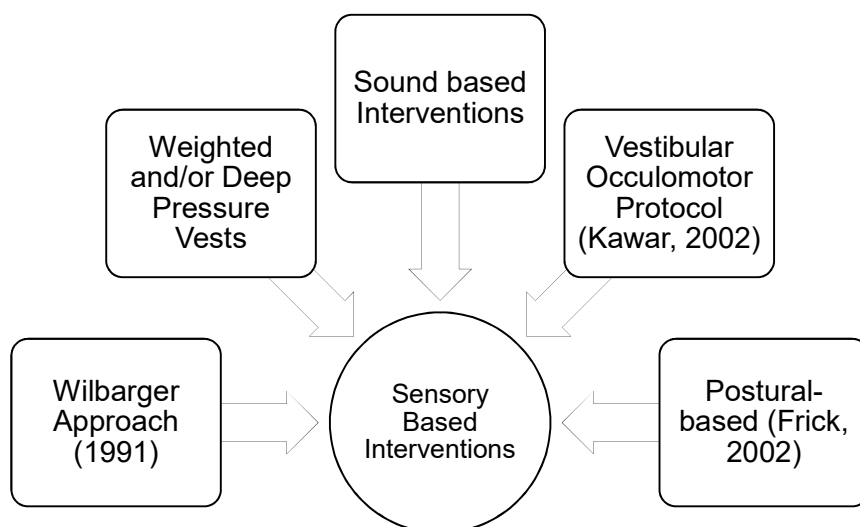 Sound based
Interventions
Weighted
and/or Deep
Pressure
Vests
Vestibular
Occulomotor
Protocol
(Kawar, 2002)
Wilbarger
Approach
(1991)
Sensory
Based
Interventions
Postural-
based (Frick,
2002)